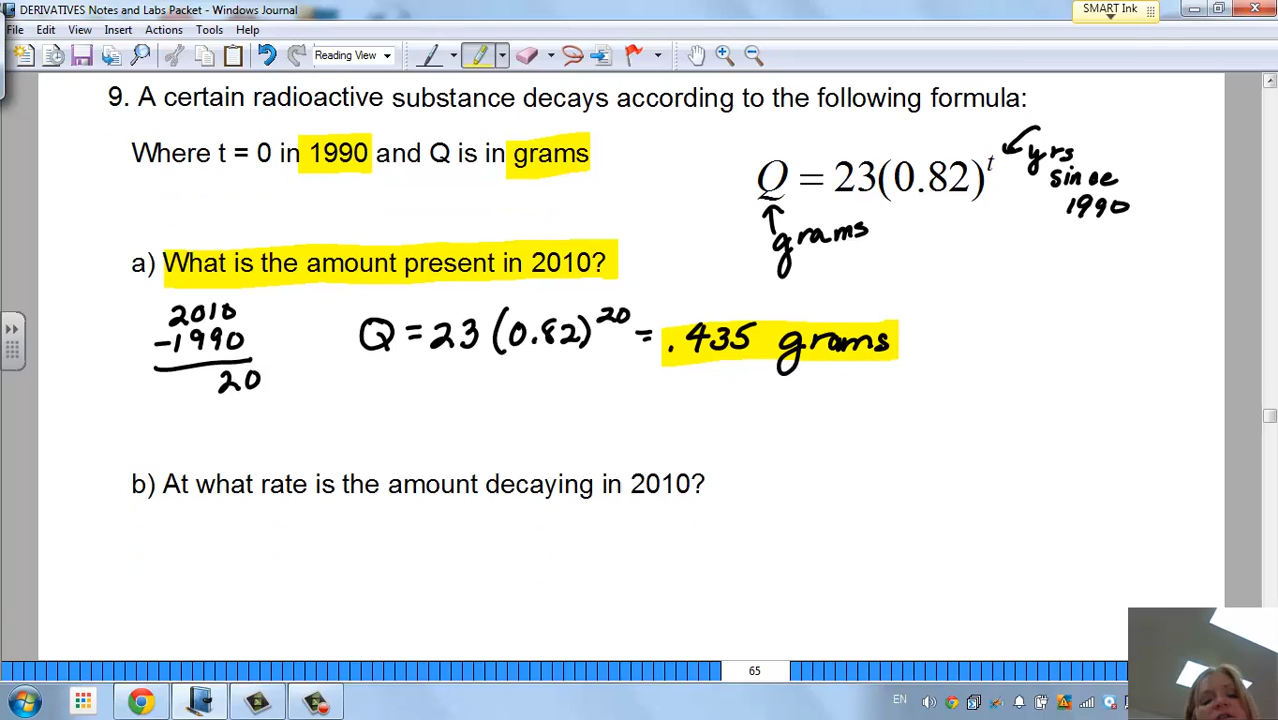 DERIVATIVES Notes and Labs Packet - Windows Journal
SMART Ink
File Edit View Insert Actions Tools Help
Reading View
9. A certain radioactive substance decays according to the following formula:
Where t = 0 in 1990 and Q is in grams
Q = 23(0.82)^t
yrs
since
1990
grams
a) What is the amount present in 2010?
2010
-1990
20
Q = 23 (0.82)^20 = .435 grams
b) At what rate is the amount decaying in 2010?
65
EN